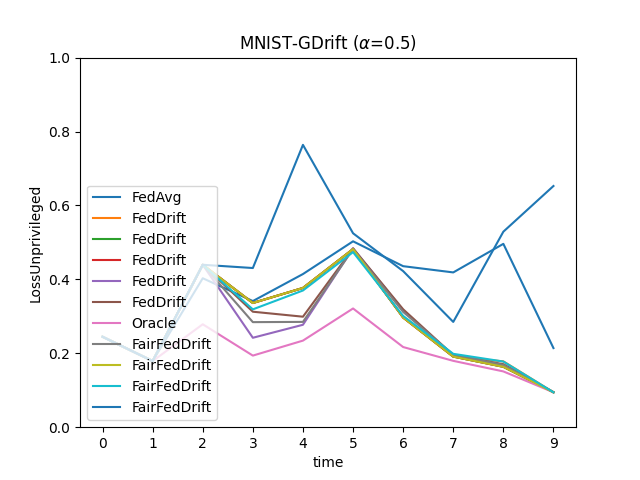 MNIST-GDrift (α=0.5)
1.0
0.8
0.6
0.4
0.2
0.0
LossUnprivileged
FedAvg
FedDrift
FedDrift
FedDrift
FedDrift
FedDrift
Oracle
FairFedDrift
FairFedDrift
FairFedDrift
FairFedDrift
0 1 2 3 4 5 6 7 8 9
time